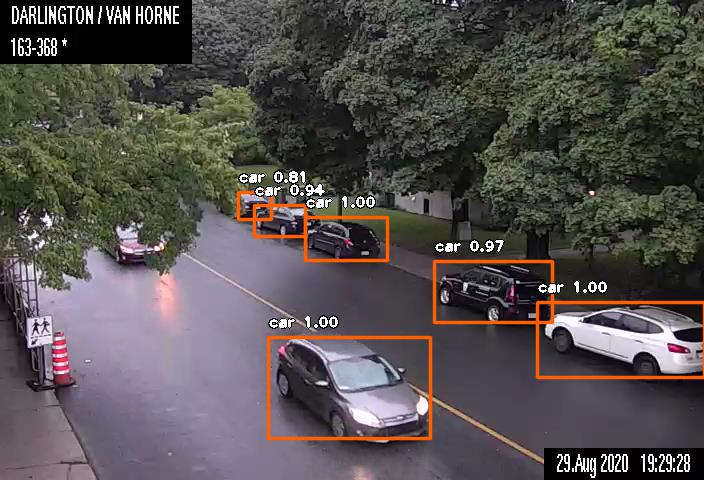 DARLINGTON / VAN HORNE
163-368 *
car 0.81
car 0.94
car 1.00
car 0.97
car 1.00
car 1.00
29.Aug 2020 19:29:28